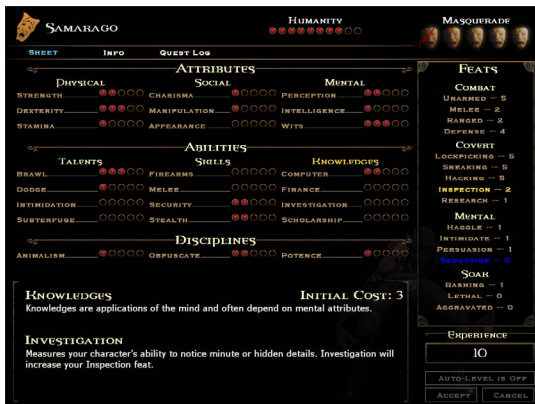 Samarago
Humanity
Masquerade
Sheet Info Quest Log
Attributes
Physical Social Mental
Strength Charisma Perception
Dexterity Manipulation Intelligence
Stamina Appearance Wits
Abilities
Talents Skills Knowledges
Brawl Firearms Computer
Dodge Melee Finance
Intimidation Security Investigation
Subterfuge Stealth Scholarship
Disciplines
Animalism Obfuscate Potence
Knowledges Initial Cost: 3
Knowledges are applications of the mind and often depend on mental attributes.
Investigation
Measures your character's ability to notice minute or hidden details. Investigation will
increase your Inspection feat.
Feats
Combat
Unarmed – 5
Melee – 2
Ranged – 2
Defense – 4
Covert
Lockpicking – 5
Sneaking – 5
Hacking – 5
Inspection – 2
Research – 1
Mental
Haggle – 1
Intimidate – 1
Persuasion – 1
Seduction – 0
Soak
Bashing – 1
Lethal – 0
Aggravated – 0
Experience
10
Auto-Level is Off
Accept Cancel